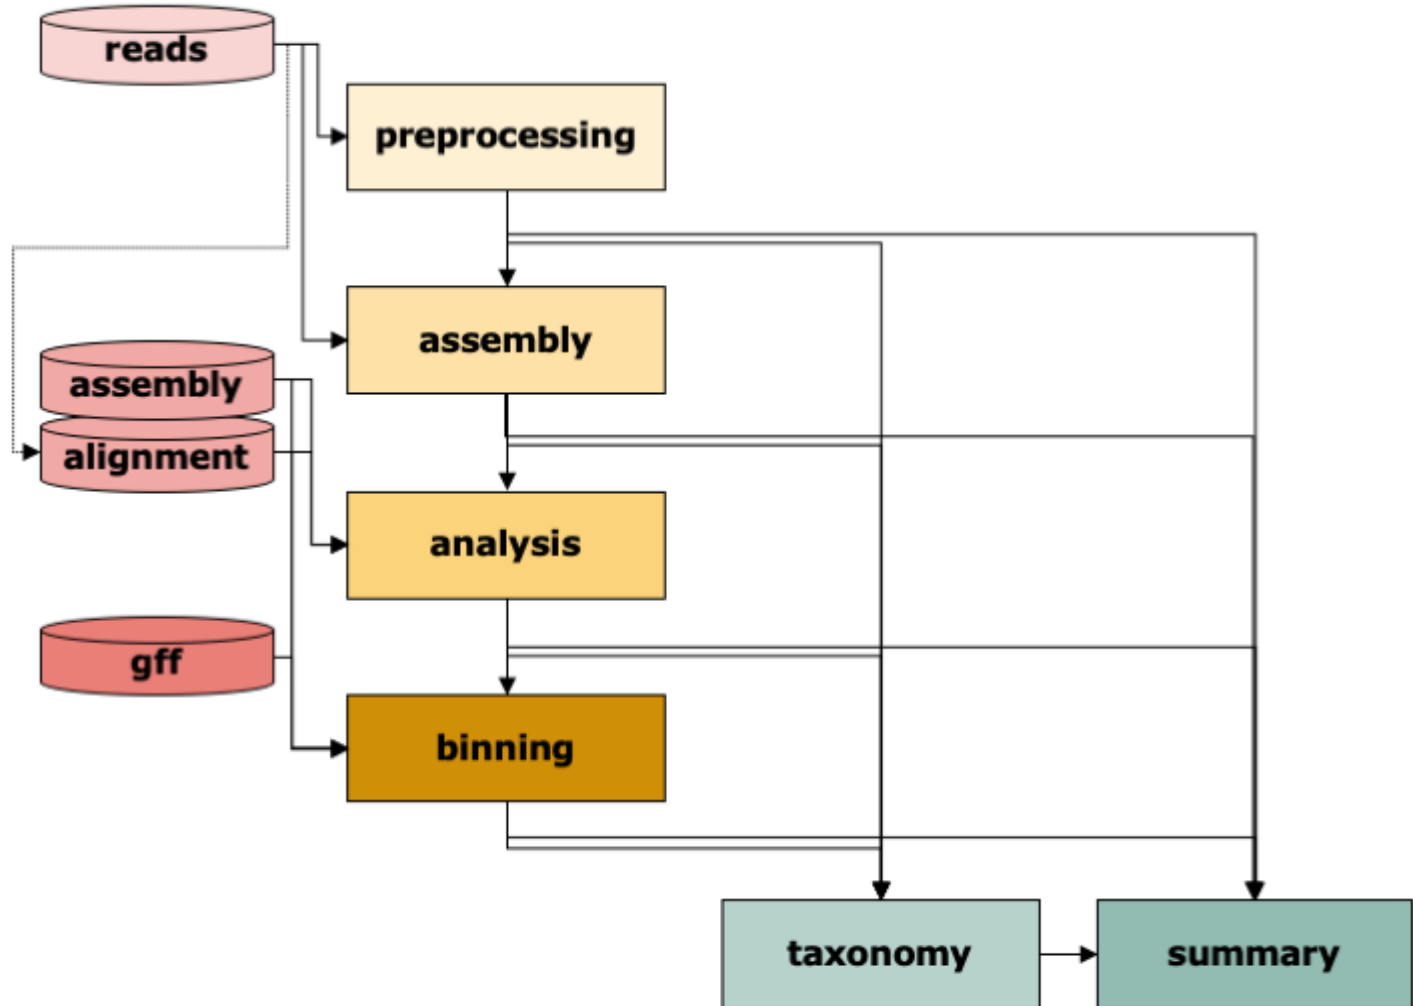 reads
preprocessing
assembly
assembly
alignment
analysis
gff
binning
taxonomy
summary